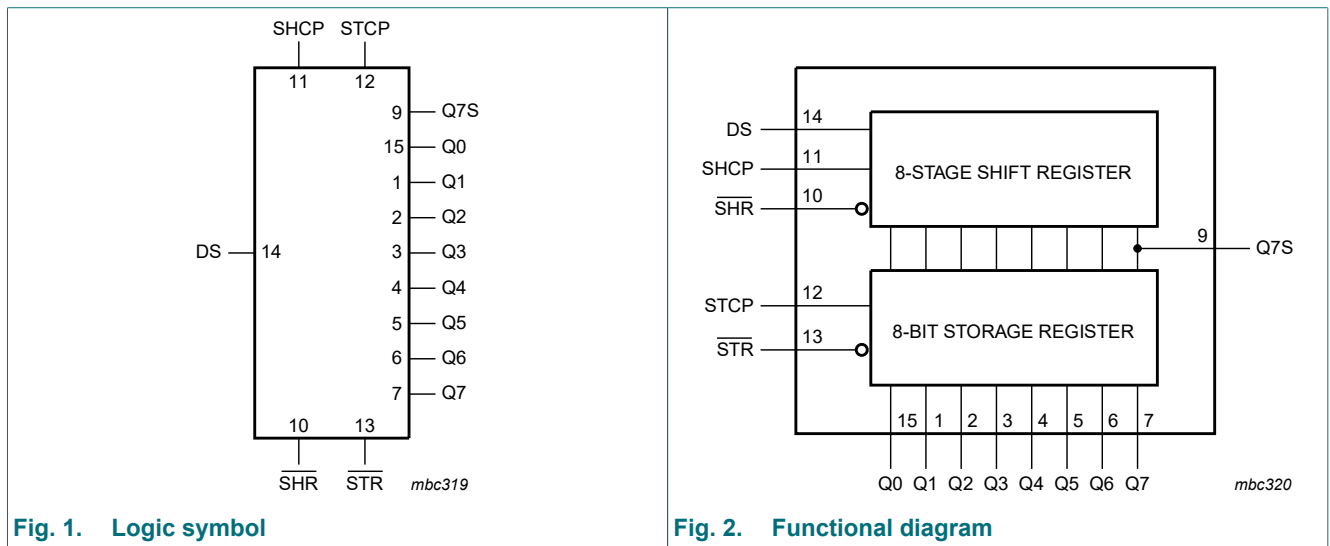 SHCP STCP
11 12
9 Q7S
15 Q0
1 Q1
2 Q2
3 Q3
DS 14
4 Q4
5 Q5
6 Q6
7 Q7
10 13
SHR STR
mbc319
Fig. 1. Logic symbol
DS 14
SHCP 11
SHR 10
8-STAGE SHIFT REGISTER
9 Q7S
STCP 12
STR 13
8-BIT STORAGE REGISTER
15 1 2 3 4 5 6 7
Q0 Q1 Q2 Q3 Q4 Q5 Q6 Q7
mbc320
Fig. 2. Functional diagram